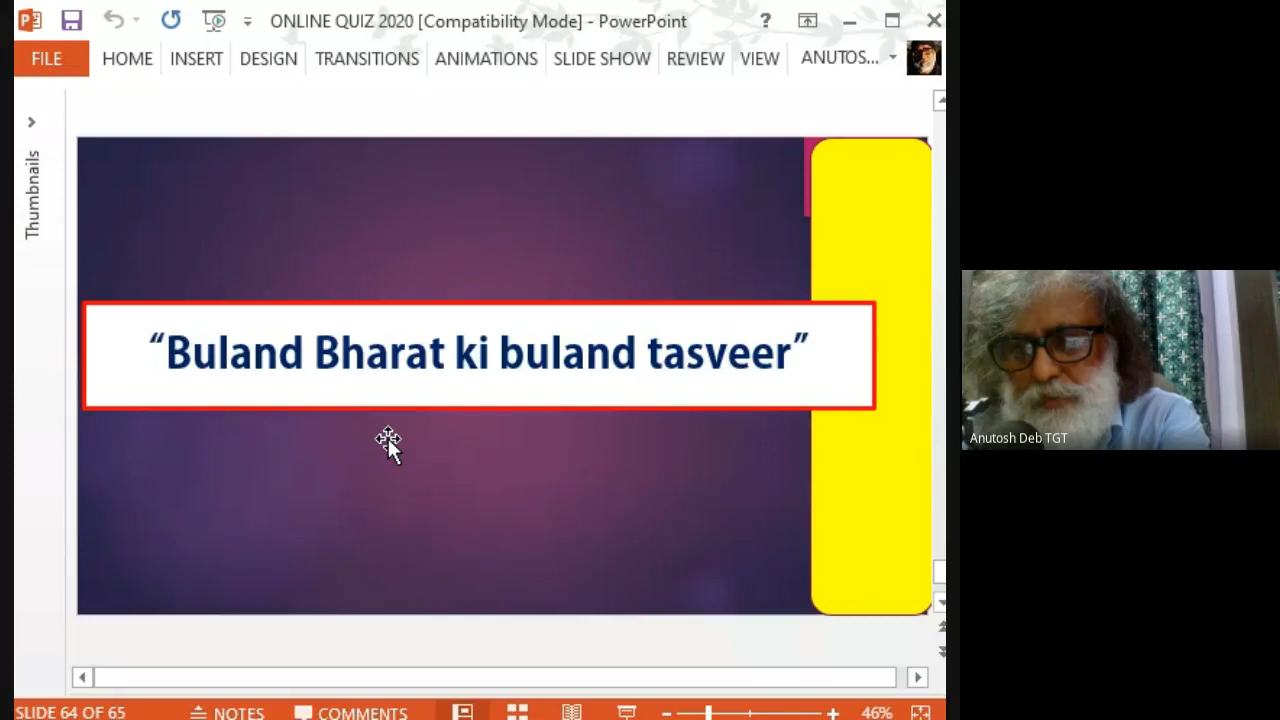 ONLINE QUIZ 2020 [Compatibility Mode] - PowerPoint
?
FILE HOME INSERT DESIGN TRANSITIONS ANIMATIONS SLIDE SHOW REVIEW VIEW ANUTOS...
Thumbnails
“Buland Bharat ki buland tasveer”
Anutosh Deb TGT
SLIDE 64 OF 65 NOTES COMMENTS 46%